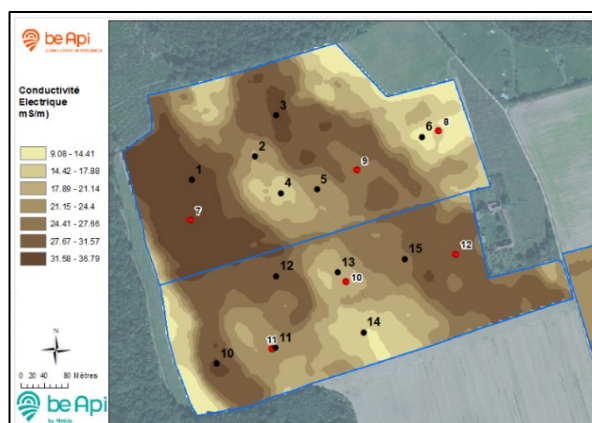 be Api
Conductivité
Electrique
mS/m)
9.08 - 14.41
14.42 - 17.88
17.89 - 21.14
21.15 - 24.4
24.41 - 27.66
27.67 - 31.57
31.58 - 36.79
N
0 20 40 80 Mètres
be Api
by Métais
3
2
6
8
1
4
5
9
7
12
13
10
15
12
14
11
11
10